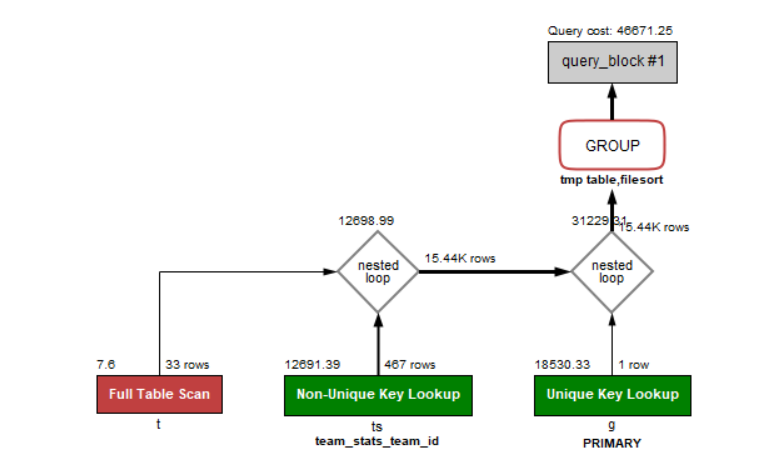 Query cost: 46671.25
query_block #1
GROUP
tmp table,filesort
12698.99
31229.31
15.44K rows
nested
loop
15.44K rows
nested
loop
7.6
33 rows
12691.39
467 rows
18530.33
1 row
Full Table Scan
Non-Unique Key Lookup
Unique Key Lookup
t
ts
g
team_stats_team_id
PRIMARY